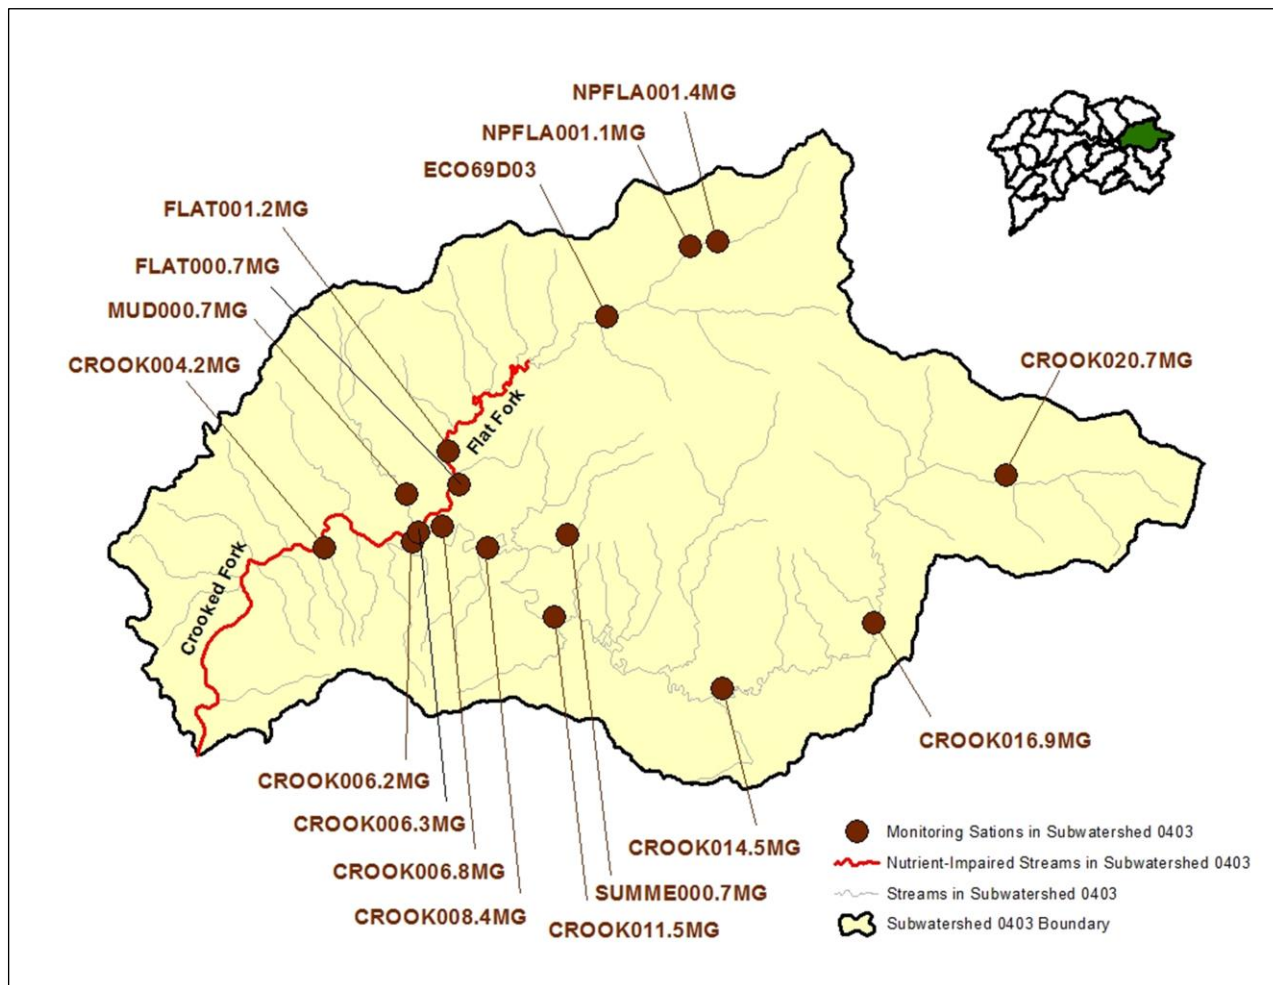 NPFLA001.4MG
NPFLA001.1MG
ECO69D03
FLAT001.2MG
FLAT000.7MG
MUD000.7MG
CROOK004.2MG
CROOK020.7MG
Flat Fork
Crooked Fork
CROOK016.9MG
CROOK006.2MG
CROOK006.3MG
CROOK006.8MG
CROOK008.4MG
CROOK014.5MG
SUMME000.7MG
CROOK011.5MG
Monitoring Sations in Subwatershed 0403
Nutrient-Impaired Streams in Subwatershed 0403
Streams in Subwatershed 0403
Subwatershed 0403 Boundary